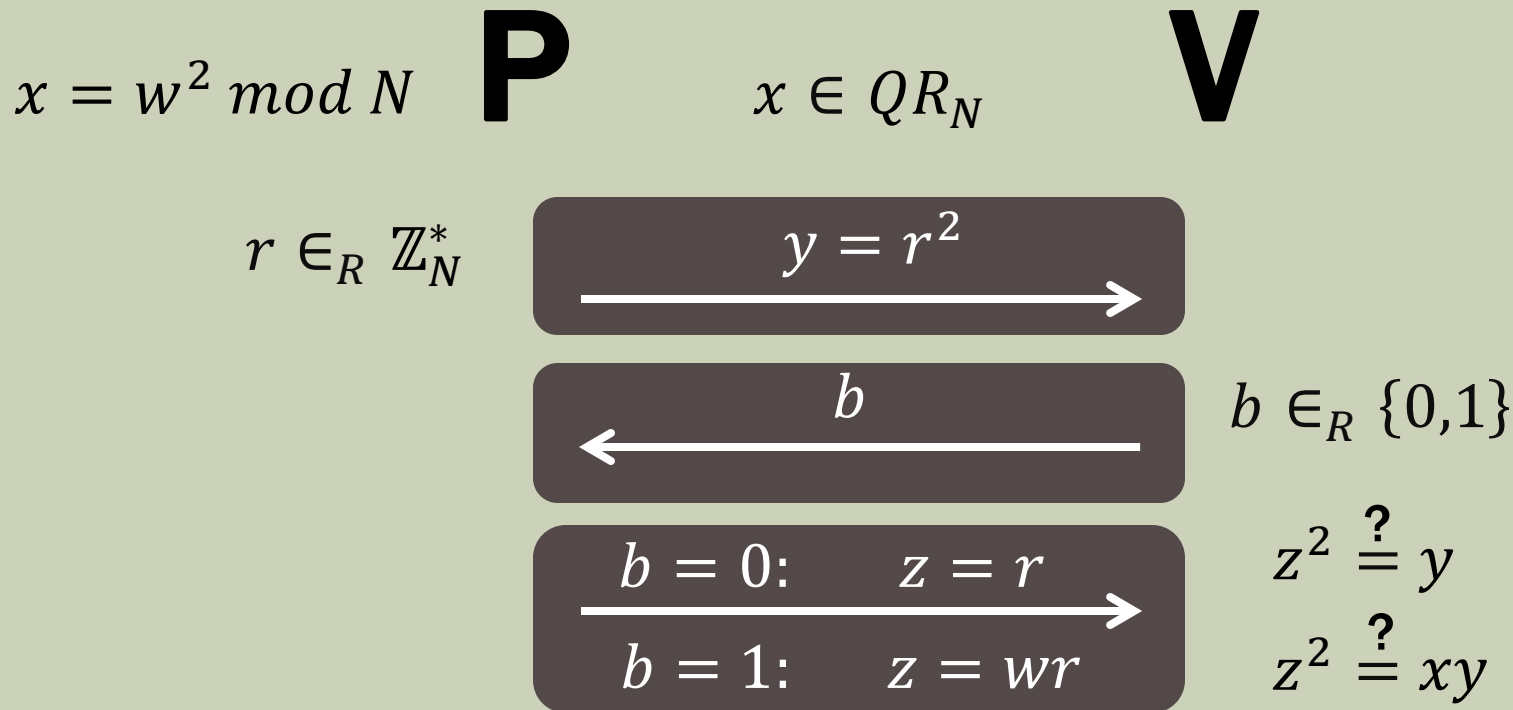 x = w² mod N P x ∈ QR_N V
r ∈_R ℤ*_N
y = r²
b
b ∈_R {0,1}
b = 0: z = r
z² ≟ y
b = 1: z = wr
z² ≟ xy